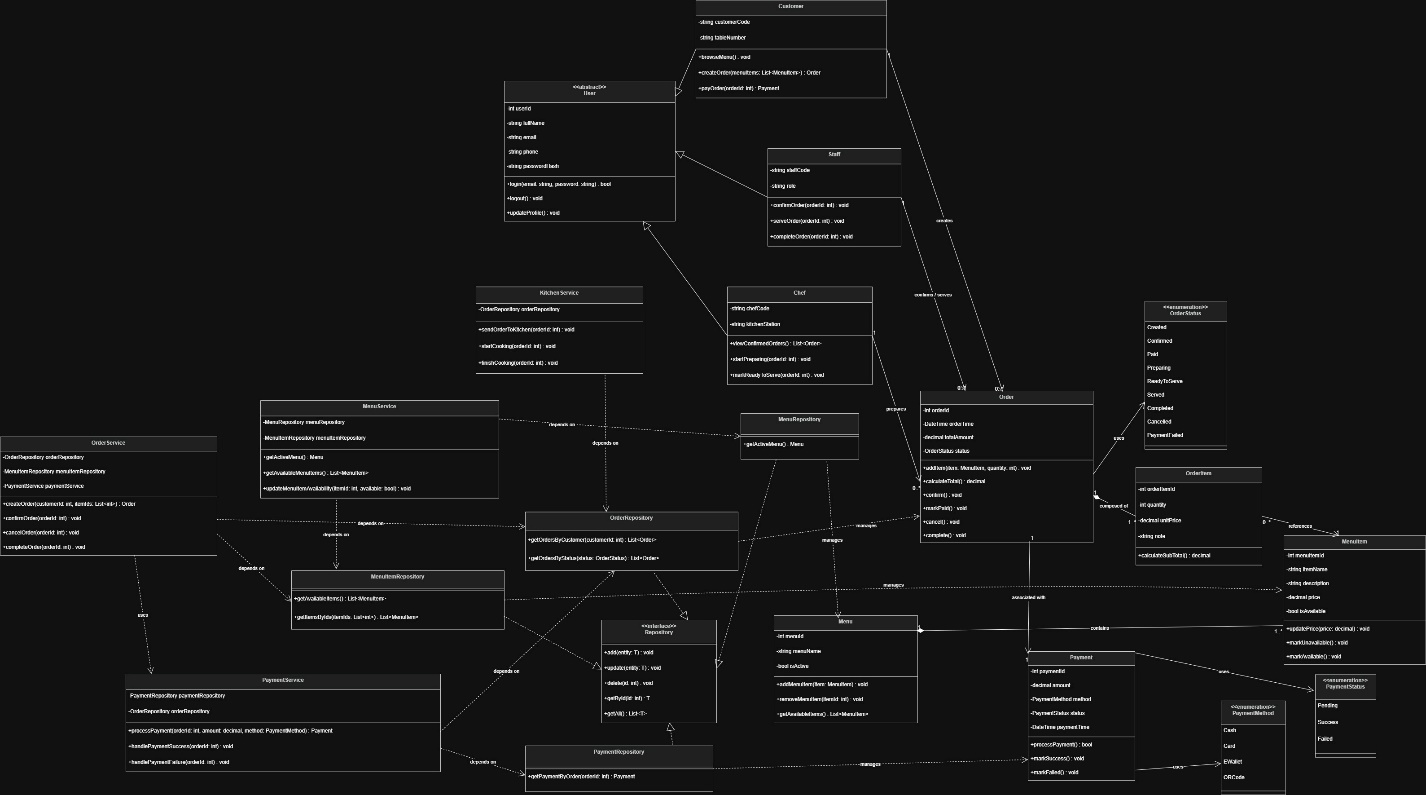 Customer
-string customerCode
string tableNumber
+browseMenu() : void
+createOrder(menuItems: List<MenuItem>) : Order
+payOrder(orderId: int) : Payment
<<abstract>>
User
-int userId
-string fullName
-string email
string phone
-string passwordHash
+login(email: string, password: string) : bool
+logout() : void
+updateProfile() : void
Staff
-string staffCode
-string role
+confirmOrder(orderId: int) : void
+serveOrder(orderId: int) : void
+completeOrder(orderId: int) : void
creates
confirms / serves
KitchenService
-OrderRepository orderRepository
+sendOrderToKitchen(orderId: int) : void
+startCooking(orderId: int) : void
+finishCooking(orderId: int) : void
Chef
-string chefCode
-string kitchenStation
+viewConfirmedOrders() : List<Order>
+startPreparing(orderId: int) : void
+markReadyToServe(orderId: int) : void
1
prepares
0..*
0..*
0..*
<<enumeration>>
OrderStatus
Created
Confirmed
Paid
Preparing
ReadyToServe
Served
Completed
Cancelled
PaymentFailed
Order
-int orderId
-DateTime orderTime
-decimal totalAmount
-OrderStatus status
+addItem(item: MenuItem, quantity: int) : void
+calculateTotal() : decimal
+confirm() : void
+markPaid() : void
+cancel() : void
+complete() : void
uses
MenuService
-MenuRepository menuRepository
-MenuItemRepository menuItemRepository
+getActiveMenu() : Menu
+getAvailableMenuItems() : List<MenuItem>
+updateMenuItemAvailability(itemId: int, available: bool) : void
depends on
depends on
MenuRepository
+getActiveMenu() : Menu
OrderService
-OrderRepository orderRepository
-MenuItemRepository menuItemRepository
-PaymentService paymentService
+createOrder(customerId: int, itemIds: List<int>) : Order
+confirmOrder(orderId: int) : void
+cancelOrder(orderId: int) : void
+completeOrder(orderId: int) : void
depends on
depends on
depends on
uses
OrderRepository
+getOrdersByCustomer(customerId: int) : List<Order>
+getOrdersByStatus(status: OrderStatus) : List<Order>
manages
manages
OrderItem
-int orderItemId
int quantity
-decimal unitPrice
-string note
+calculateSubTotal() : decimal
1
composed of
1..*
0..*
references
MenuItem
-int menuItemId
-string itemName
-string description
-decimal price
-bool isAvailable
+updatePrice(price: decimal) : void
+markUnavailable() : void
+markAvailable() : void
MenuItemRepository
+getAvailableItems() : List<MenuItem>
+getItemsByIds(itemIds: List<int>) : List<MenuItem>
manages
1
associated with
1
<<interface>>
Repository
+add(entity: T) : void
+update(entity: T) : void
+delete(id: int) : void
+getById(id: int) : T
+getAll() : List<T>
Menu
-int menuId
-string menuName
-bool isActive
+addMenuItem(item: MenuItem) : void
+removeMenuItem(itemId: int) : void
+getAvailableItems() : List<MenuItem>
1
contains
1..*
depends on
PaymentService
PaymentRepository paymentRepository
-OrderRepository orderRepository
+processPayment(orderId: int, amount: decimal, method: PaymentMethod) : Payment
+handlePaymentSuccess(orderId: int) : void
+handlePaymentFailure(orderId: int) : void
depends on
PaymentRepository
+getPaymentByOrder(orderId: int) : Payment
manages
Payment
-int paymentId
-decimal amount
-PaymentMethod method
-PaymentStatus status
-DateTime paymentTime
+processPayment() : bool
+markSuccess() : void
+markFailed() : void
uses
uses
<<enumeration>>
PaymentStatus
Pending
Success
Failed
<<enumeration>>
PaymentMethod
Cash
Card
EWallet
QRCode